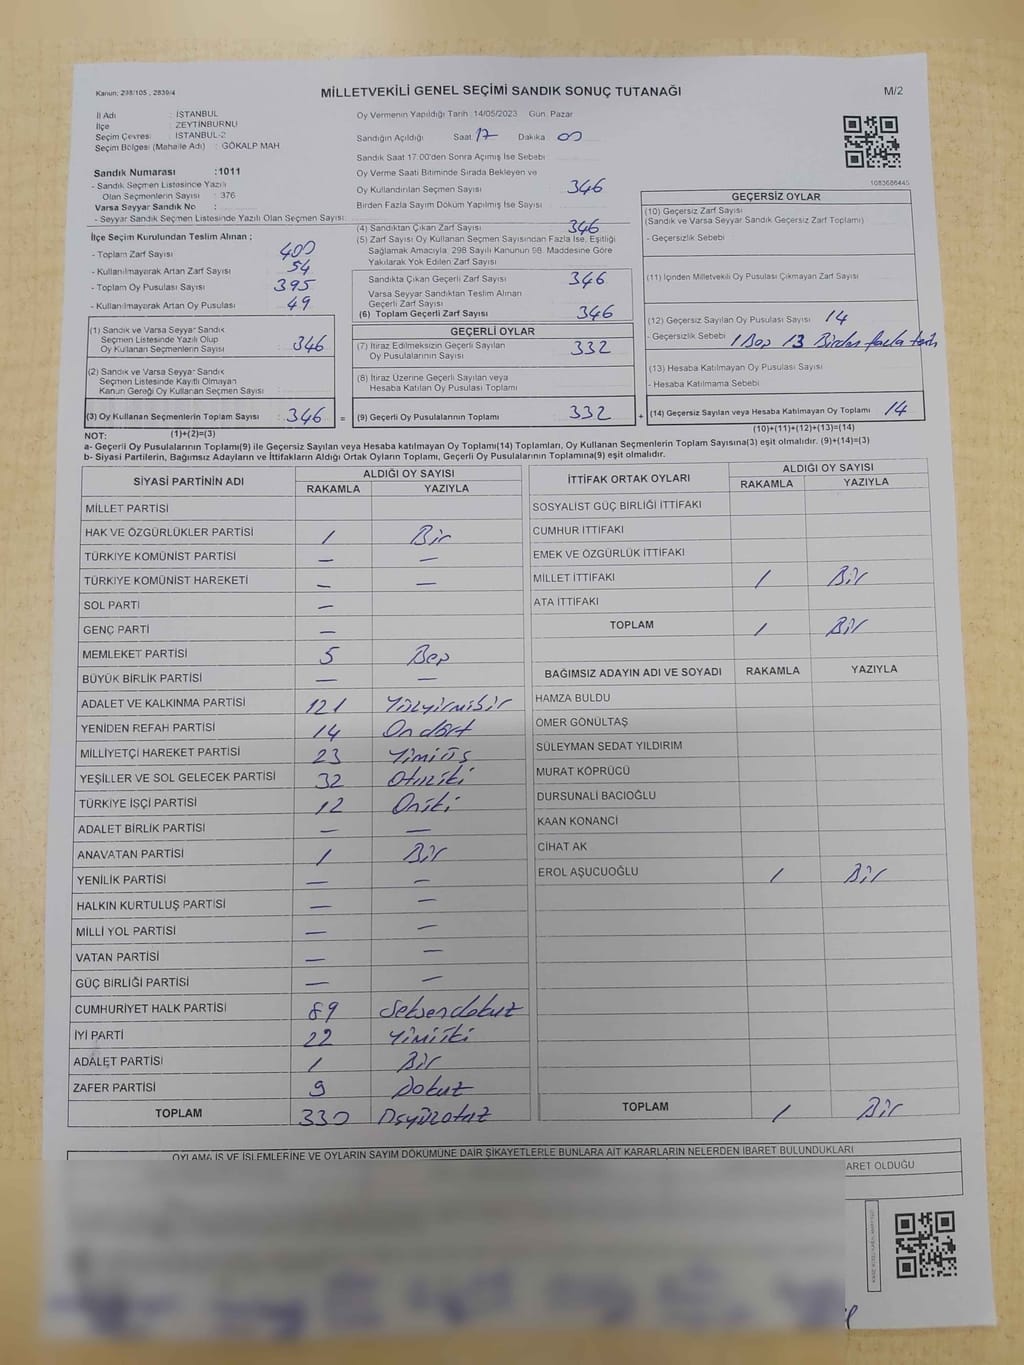 Kanun: 298/105 , 2839/4
MİLLETVEKİLİ GENEL SEÇİMİ SANDIK SONUÇ TUTANAĞI
M/2
İl Adı : İSTANBUL
İlçe : ZEYTİNBURNU
Seçim Çevresi : İSTANBUL-2
Seçim Bölgesi (Mahalle Adı) : GÖKALP MAH
Sandık Numarası :1011
- Sandık Seçmen Listesinde Yazılı
Olan Seçmenlerin Sayısı : 376
Varsa Seyyar Sandık No :
- Seyyar Sandık Seçmen Listesinde Yazılı Olan Seçmen Sayısı:
Oy Vermenin Yapıldığı Tarih :14/05/2023 Gün: Pazar
Sandığın Açıldığı Saat: 17 Dakika: 00
Sandık Saat 17:00'den Sonra Açımış İse Sebebi
Oy Verme Saati Bitiminde Sırada Bekleyen ve
Oy Kullandırılan Seçmen Sayısı 346
Birden Fazla Sayım Döküm Yapılmış İse Sayısı
1083686445
İlçe Seçim Kurulundan Teslim Alınan ;
- Toplam Zarf Sayısı 400
- Kullanılmayarak Artan Zarf Sayısı 54
- Toplam Oy Pusulası Sayısı 395
- Kullanılmayarak Artan Oy Pusulası 49
(4) Sandıktan Çıkan Zarf Sayısı 346
(5) Zarf Sayısı Oy Kullanan Seçmen Sayısından Fazla İse, Eşitliği
Sağlamak Amacıyla; 298 Sayılı Kanunun 98. Maddesine Göre
Yakılarak Yok Edilen Zarf Sayısı
Sandıkta Çıkan Geçerli Zarf Sayısı 346
Varsa Seyyar Sandıktan Teslim Alınan
Geçerli Zarf Sayısı
(6) Toplam Geçerli Zarf Sayısı 346
GEÇERSİZ OYLAR
(10) Geçersiz Zarf Sayısı
(Sandık ve Varsa Seyyar Sandık Geçersiz Zarf Toplamı)
- Geçersizlik Sebebi
(11) İçinden Milletvekili Oy Pusulası Çıkmayan Zarf Sayısı
(12) Geçersiz Sayılan Oy Pusulası Sayısı 14
- Geçersizlik Sebebi 1 Boş 13 Birden fazla
(13) Hesaba Katılmayan Oy Pusulası Sayısı
- Hesaba Katılmama Sebebi
(14) Geçersiz Sayılan veya Hesaba Katılmayan Oy Toplamı 14
(10)+(11)+(12)+(13)=(14)
(1) Sandık ve Varsa Seyyar Sandık
Seçmen Listesinde Yazılı Olup
Oy Kullanan Seçmenlerin Sayısı 346
(2) Sandık ve Varsa Seyyar Sandık
Seçmen Listesinde Kayıtlı Olmayan
Kanun Gereği Oy Kullanan Seçmen Sayısı
(3) Oy Kullanan Seçmenlerin Toplam Sayısı 346 =
(1)+(2)=(3)
GEÇERLİ OYLAR
(7) İtiraz Edilmeksizin Geçerli Sayılan
Oy Pusulalarının Sayısı 332
(8) İtiraz Üzerine Geçerli Sayılan veya
Hesaba Katılan Oy Pusulası Toplamı
(9) Geçerli Oy Pusulalarının Toplamı 332 +
NOT:
a- Geçerli Oy Pusulalarının Toplamı(9) ile Geçersiz Sayılan veya Hesaba katılmayan Oy Toplamı(14) Toplamları, Oy Kullanan Seçmenlerin Toplam Sayısına(3) eşit olmalıdır. (9)+(14)=(3)
b- Siyasi Partilerin, Bağımsız Adayların ve İttifakların Aldığı Ortak Oyların Toplamı, Geçerli Oy Pusulalarının Toplamına(9) eşit olmalıdır.
SİYASİ PARTİNİN ADI ALDIĞI OY SAYISI
RAKAMLA YAZIYLA
MİLLET PARTİSİ
HAK VE ÖZGÜRLÜKLER PARTİSİ 1 Bir
TÜRKİYE KOMÜNİST PARTİSİ — —
TÜRKİYE KOMÜNİST HAREKETİ — —
SOL PARTİ —
GENÇ PARTİ —
MEMLEKET PARTİSİ 5 Beş
BÜYÜK BİRLİK PARTİSİ — —
ADALET VE KALKINMA PARTİSİ 121 Yüzyirmibir
YENİDEN REFAH PARTİSİ 14 Ondört
MİLLİYETÇİ HAREKET PARTİSİ 23 Yirmiüç
YEŞİLLER VE SOL GELECEK PARTİSİ 32 Otuziki
TÜRKİYE İŞÇİ PARTİSİ 12 Oniki
ADALET BİRLİK PARTİSİ — —
ANAVATAN PARTİSİ 1 Bir
YENİLİK PARTİSİ — —
HALKIN KURTULUŞ PARTİSİ — —
MİLLİ YOL PARTİSİ — —
VATAN PARTİSİ — —
GÜÇ BİRLİĞİ PARTİSİ — —
CUMHURİYET HALK PARTİSİ 89 Seksendokuz
İYİ PARTİ 22 Yirmiiki
ADALET PARTİSİ 1 Bir
ZAFER PARTİSİ 9 Dokuz
TOPLAM 330 Üçyüzotuz
İTTİFAK ORTAK OYLARI ALDIĞI OY SAYISI
RAKAMLA YAZIYLA
SOSYALİST GÜÇ BİRLİĞİ İTTİFAKI
CUMHUR İTTİFAKI
EMEK VE ÖZGÜRLÜK İTTİFAKI
MİLLET İTTİFAKI 1 Bir
ATA İTTİFAKI
TOPLAM 1 Bir
BAĞIMSIZ ADAYIN ADI VE SOYADI RAKAMLA YAZIYLA
HAMZA BULDU
ÖMER GÖNÜLTAŞ
SÜLEYMAN SEDAT YILDIRIM
MURAT KÖPRÜCÜ
DURSUNALİ BACIOĞLU
KAAN KONANCİ
CİHAT AK
EROL AŞUCUOĞLU 1 Bir
TOPLAM 1 Bir
OYLAMA İŞ VE İŞLEMLERİNE VE OYLARIN SAYIM DÖKÜMÜNE DAİR ŞİKAYETLERLE BUNLARA AİT KARARLARIN NELERDEN İBARET BULUNDUKLARI
ARET OLDUĞU